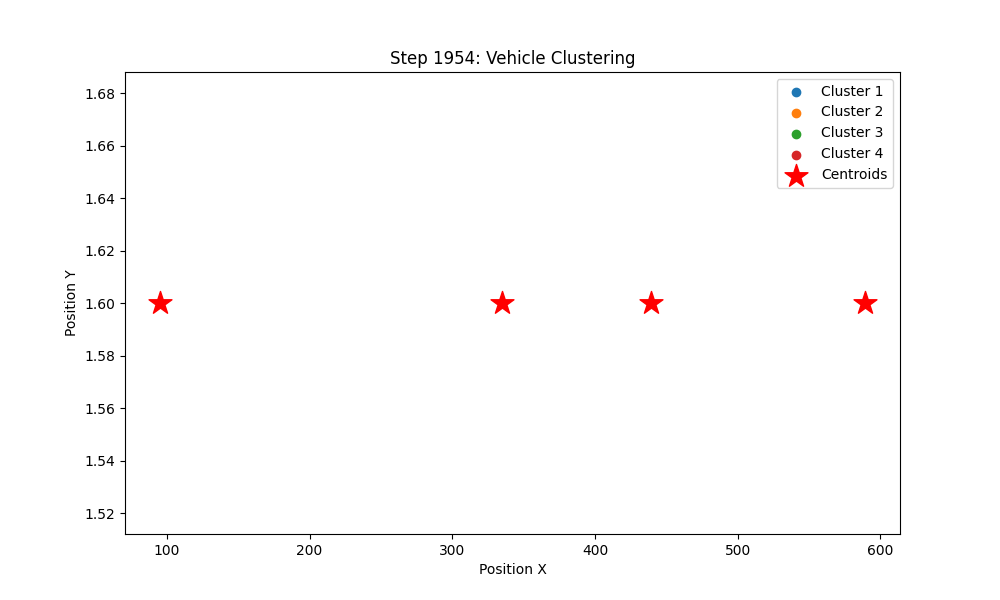 Step 1954: Vehicle Clustering
Cluster 1
Cluster 2
Cluster 3
Cluster 4
Centroids
1.68
1.66
1.64
1.62
1.60
1.58
1.56
1.54
1.52
Position Y
100 200 300 400 500 600
Position X